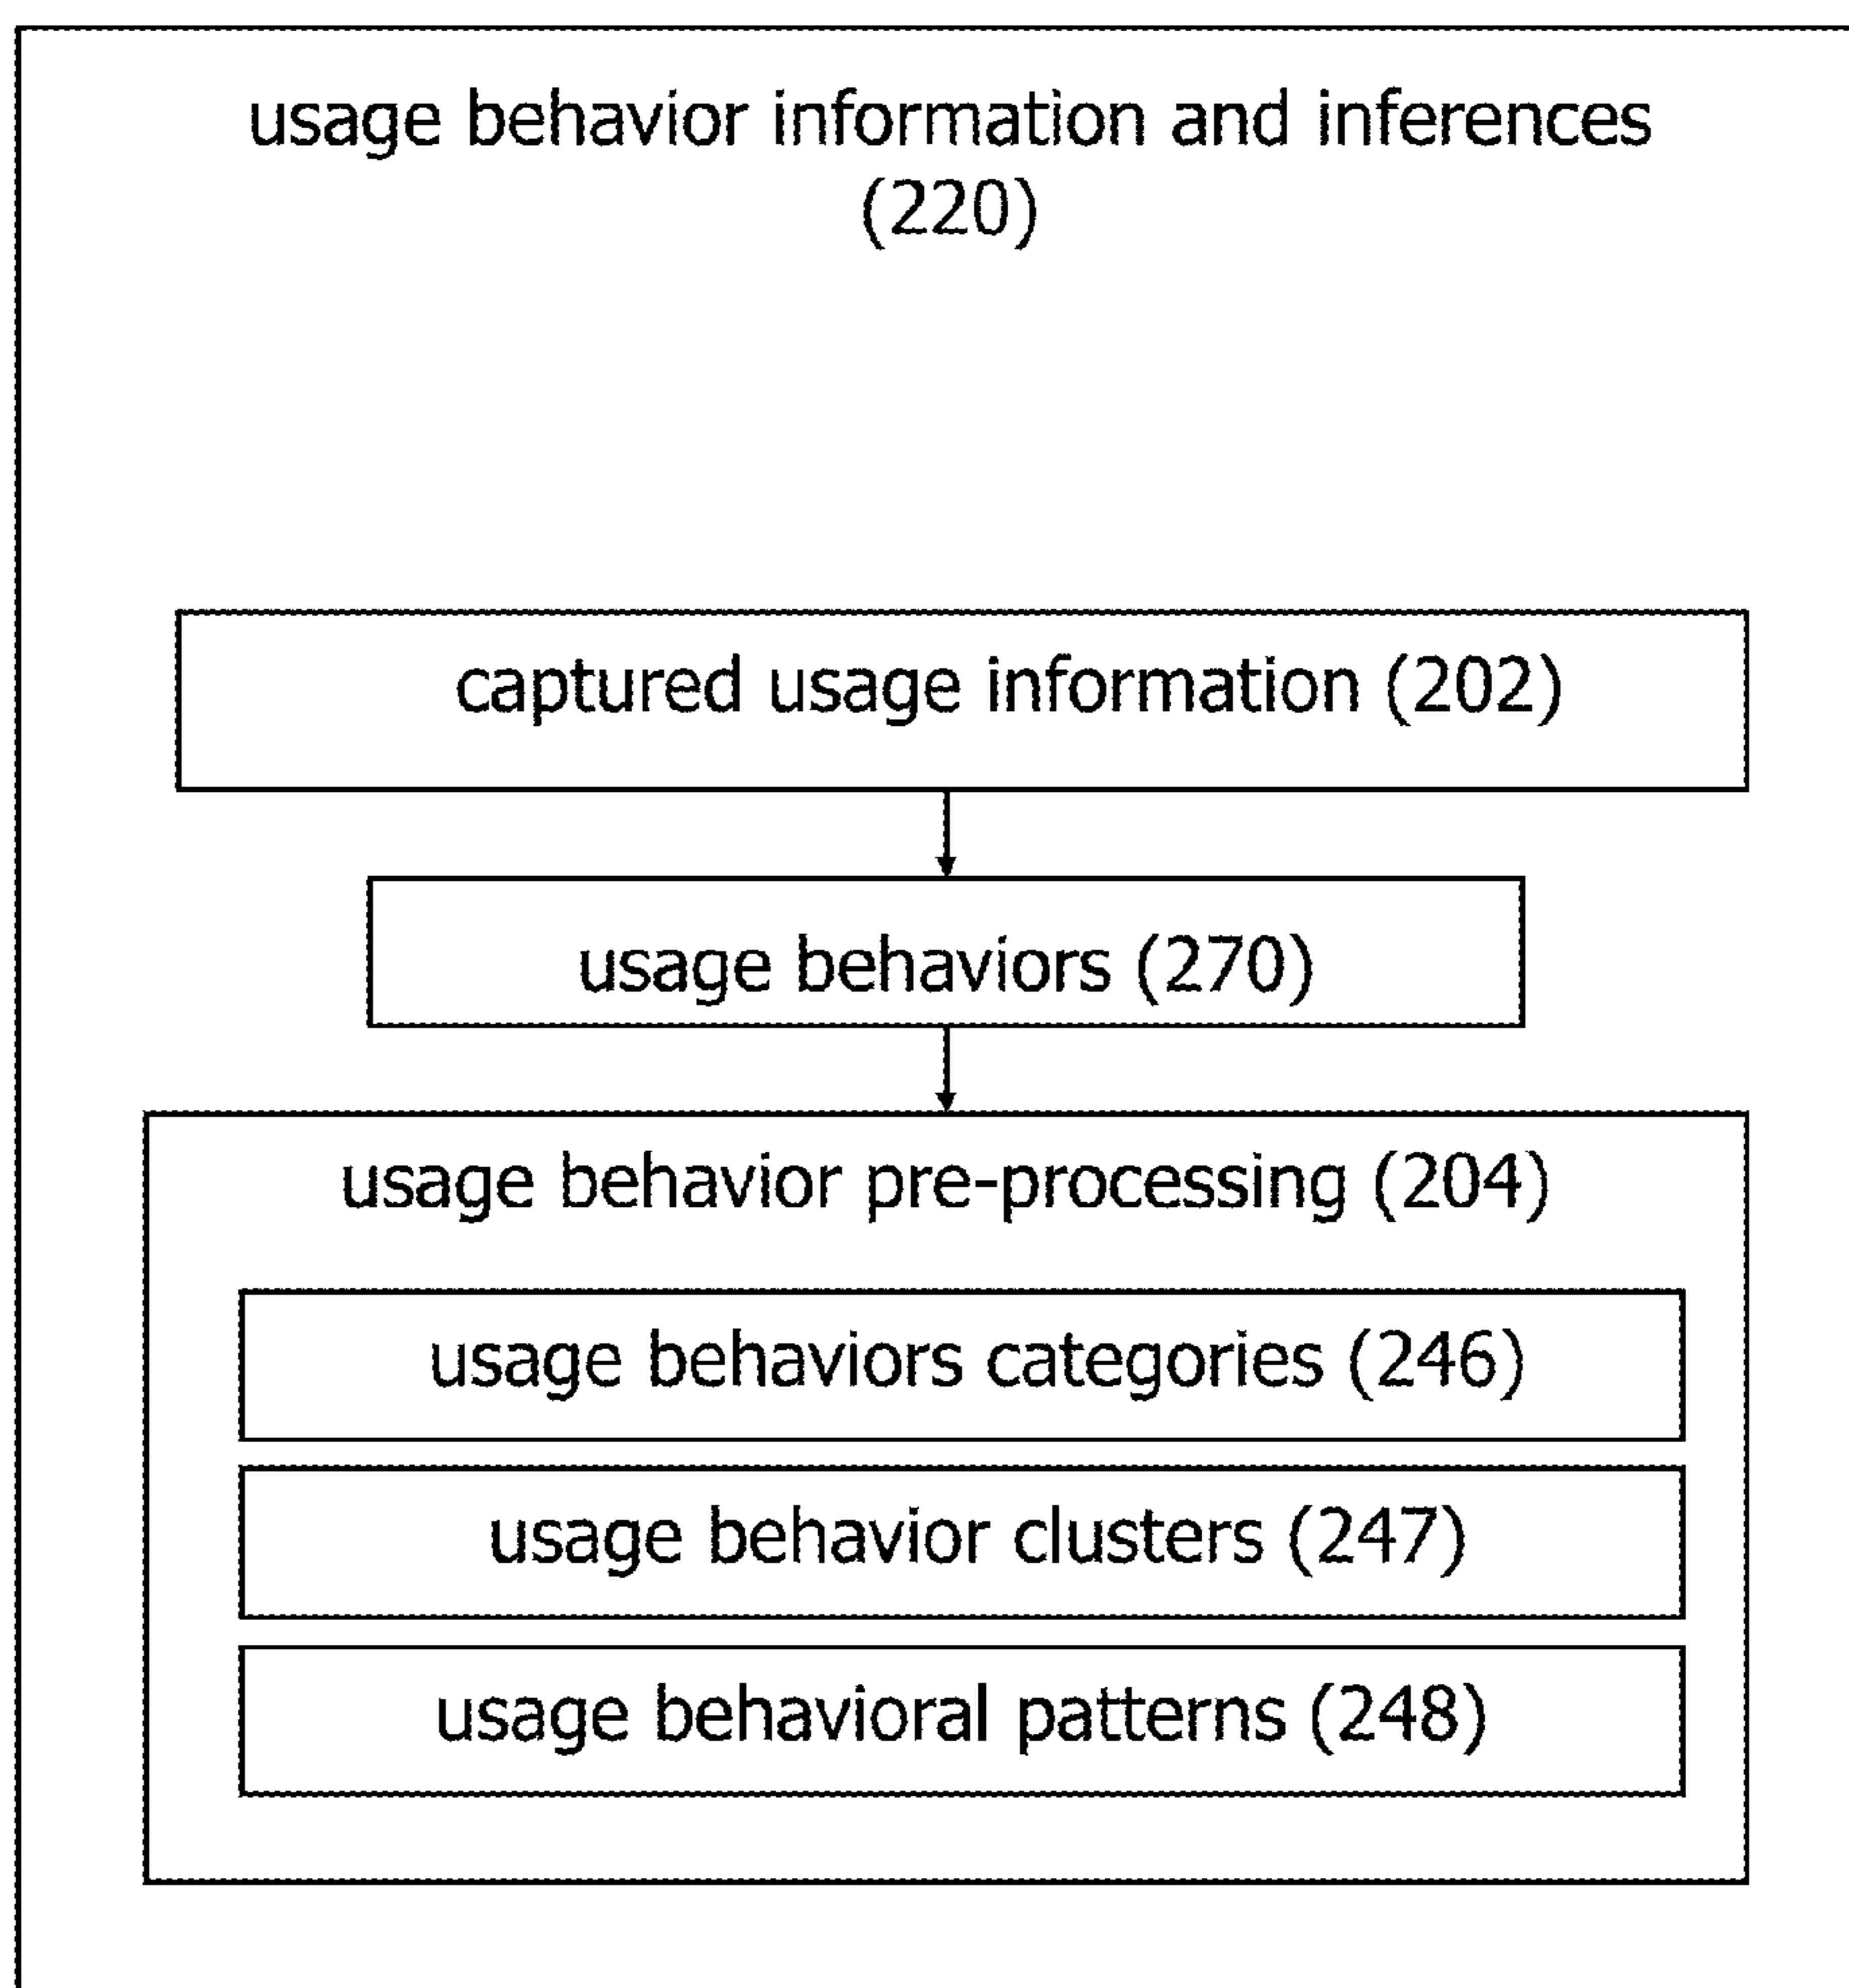 usage behavior information and inferences
(220)
captured usage information (202)
usage behaviors (270)
usage behavior pre-processing (204)
usage behaviors categories (246)
usage behavior clusters (247)
usage behavioral patterns (248)